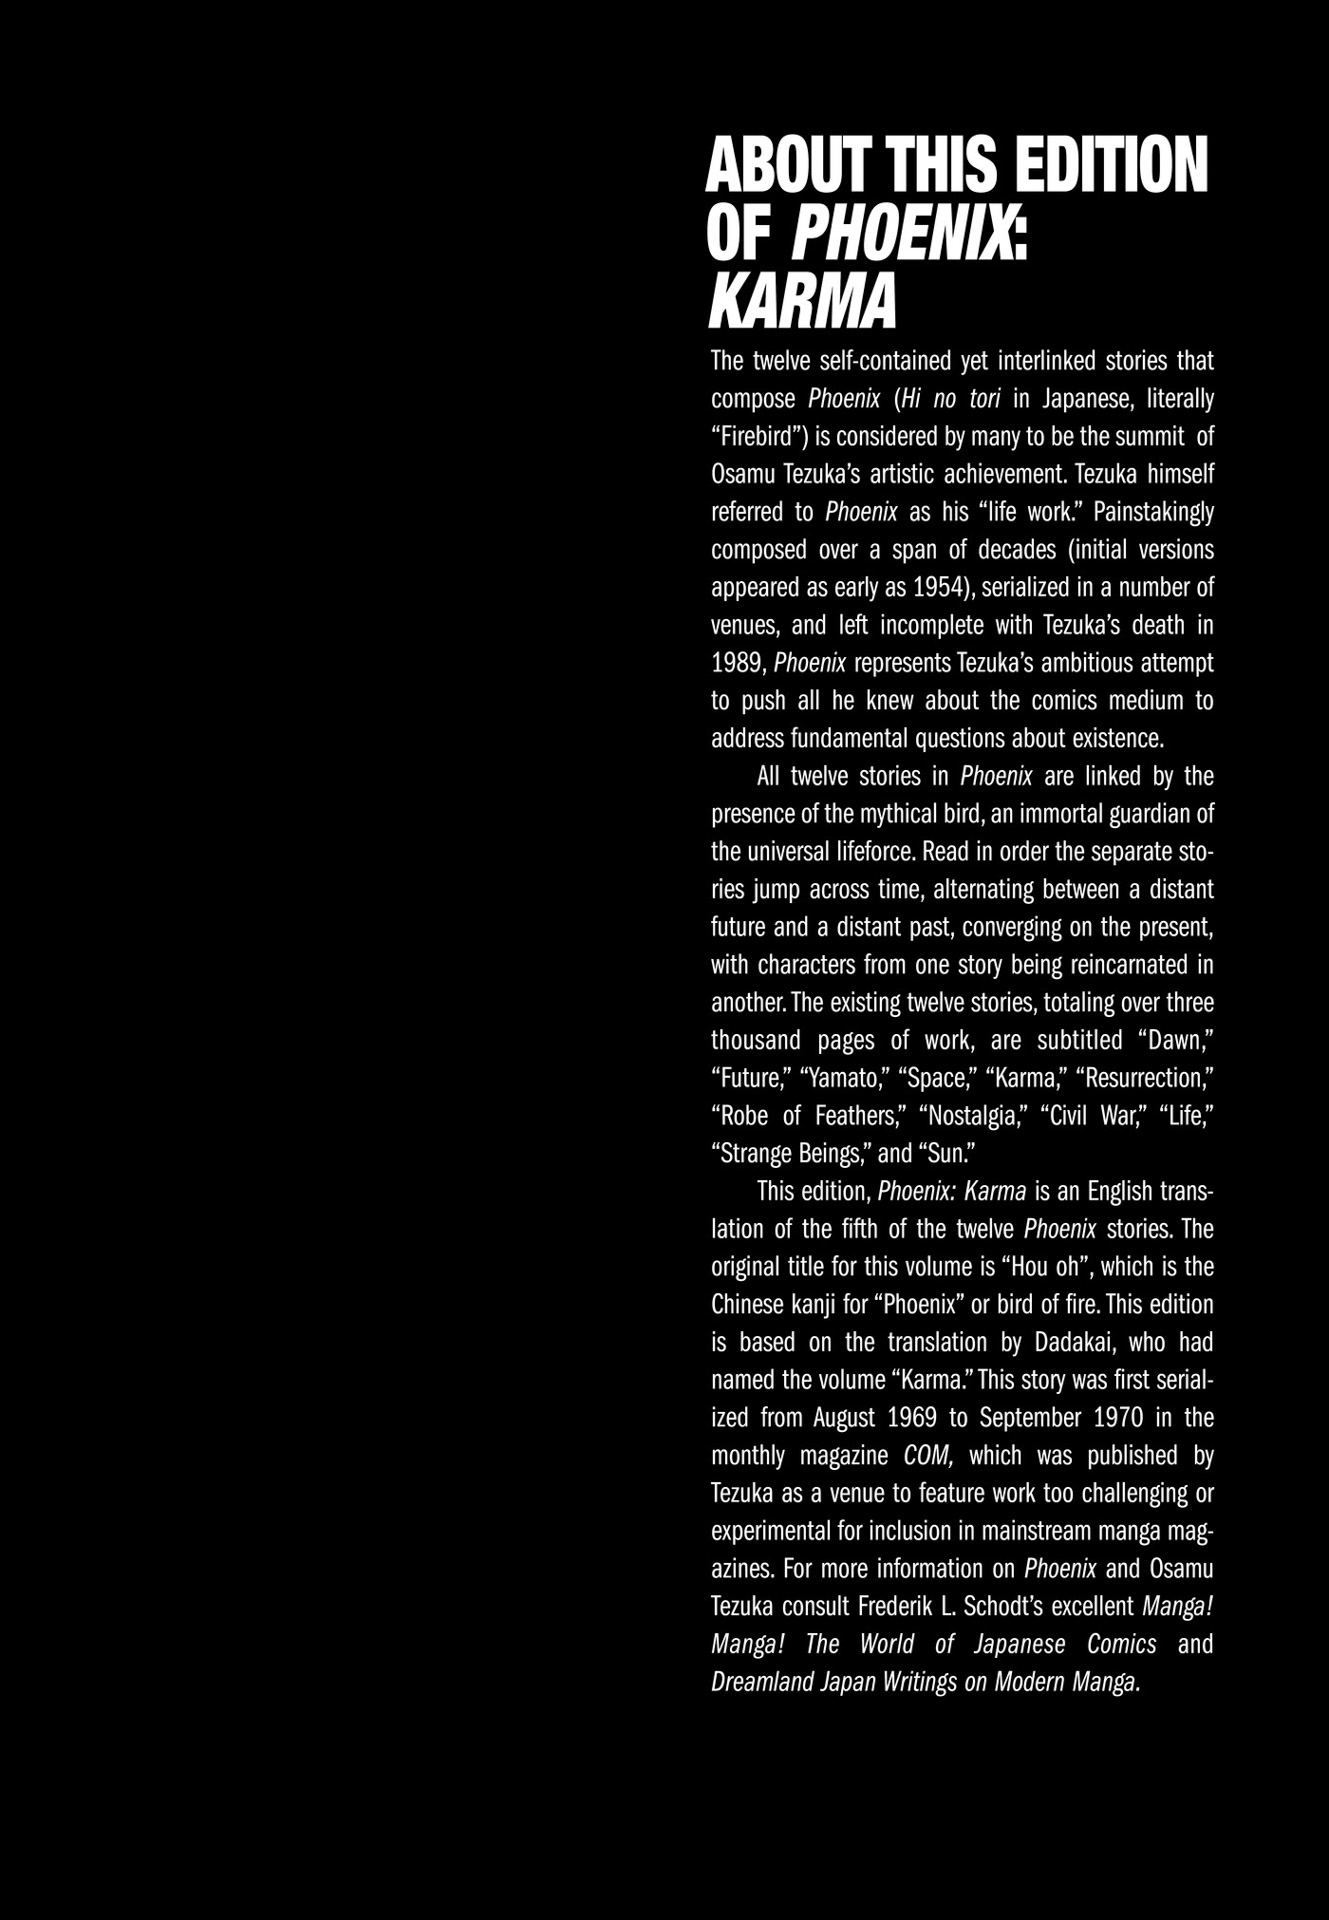 ABOUT THIS EDITION
OF PHOENIX:
KARMA
The twelve self-contained yet interlinked stories that
compose Phoenix (Hi no tori in Japanese, literally
“Firebird”) is considered by many to be the summit of
Osamu Tezuka’s artistic achievement. Tezuka himself
referred to Phoenix as his “life work.” Painstakingly
composed over a span of decades (initial versions
appeared as early as 1954), serialized in a number of
venues, and left incomplete with Tezuka’s death in
1989, Phoenix represents Tezuka’s ambitious attempt
to push all he knew about the comics medium to
address fundamental questions about existence.
All twelve stories in Phoenix are linked by the
presence of the mythical bird, an immortal guardian of
the universal lifeforce. Read in order the separate sto-
ries jump across time, alternating between a distant
future and a distant past, converging on the present,
with characters from one story being reincarnated in
another. The existing twelve stories, totaling over three
thousand pages of work, are subtitled “Dawn,”
“Future,” “Yamato,” “Space,” “Karma,” “Resurrection,”
“Robe of Feathers,” “Nostalgia,” “Civil War,” “Life,”
“Strange Beings,” and “Sun.”
This edition, Phoenix: Karma is an English trans-
lation of the fifth of the twelve Phoenix stories. The
original title for this volume is “Hou oh”, which is the
Chinese kanji for “Phoenix” or bird of fire. This edition
is based on the translation by Dadakai, who had
named the volume “Karma.” This story was first serial-
ized from August 1969 to September 1970 in the
monthly magazine COM, which was published by
Tezuka as a venue to feature work too challenging or
experimental for inclusion in mainstream manga mag-
azines. For more information on Phoenix and Osamu
Tezuka consult Frederik L. Schodt’s excellent Manga!
Manga! The World of Japanese Comics and
Dreamland Japan Writings on Modern Manga.